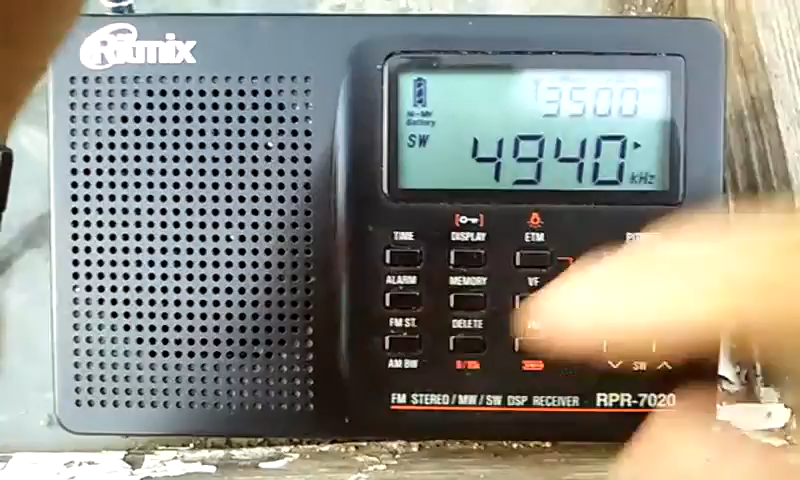 Ritmix
3500
Ni-MH
Battery
SW
4940
kHz
TIME
DISPLAY
ETM
ALARM
MEMORY
VF
FM ST.
DELETE
AM BW
SW
FM STEREO / MW / SW DSP RECEIVER
RPR-7020